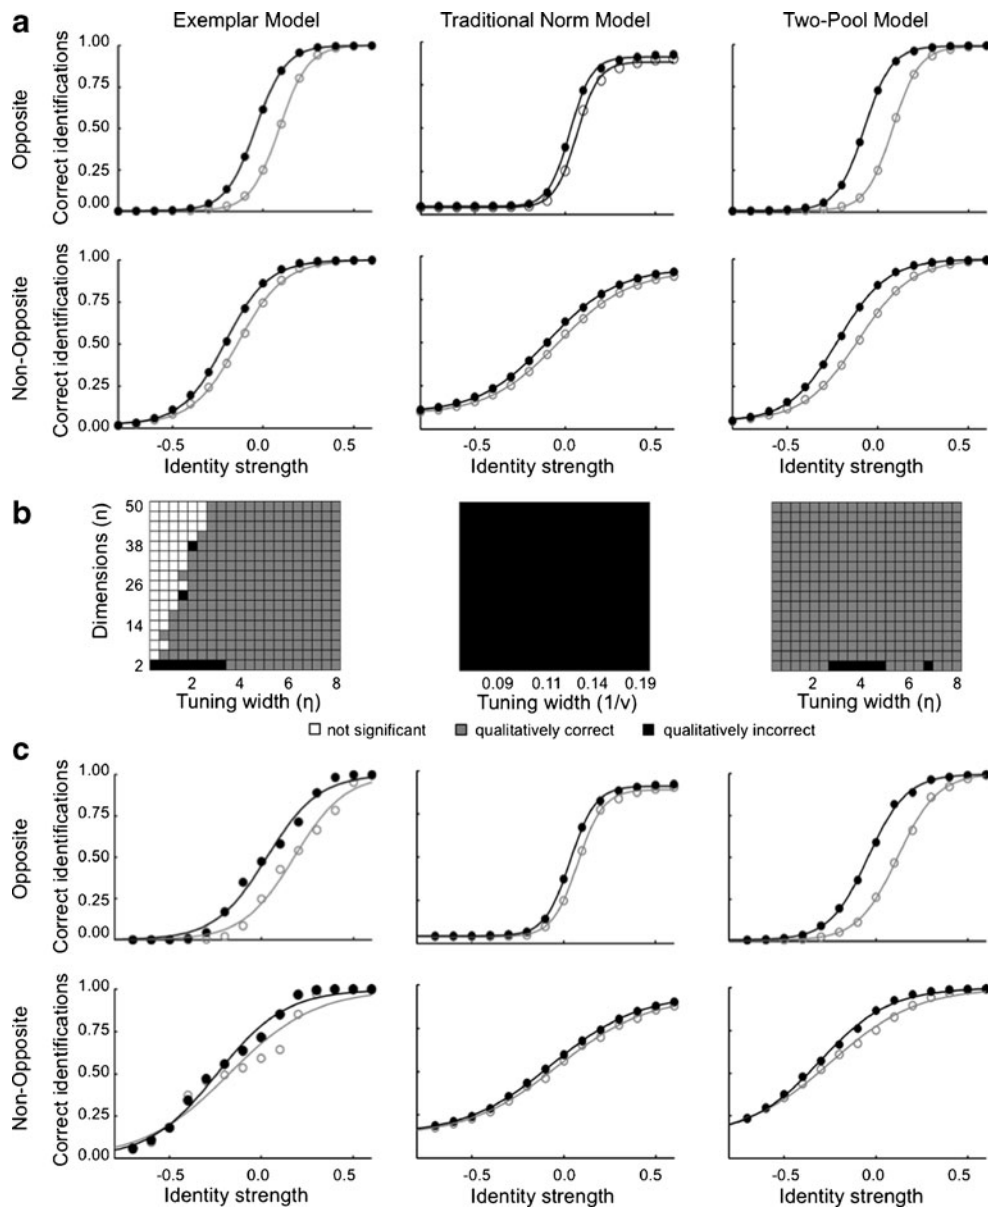 a
Exemplar Model
Traditional Norm Model
Two-Pool Model
Opposite
Correct identifications
1.00
0.75
0.50
0.25
0.00
Non-Opposite
Correct identifications
1.00
0.75
0.50
0.25
0.00
-0.5 0.0 0.5
Identity strength
-0.5 0.0 0.5
Identity strength
-0.5 0.0 0.5
Identity strength
b
Dimensions (n)
50
38
26
14
2
2 4 6 8
Tuning width (η)
0.09 0.11 0.14 0.19
Tuning width (1/v)
2 4 6 8
Tuning width (η)
not significant
qualitatively correct
qualitatively incorrect
c
Opposite
Correct identifications
1.00
0.75
0.50
0.25
0.00
Non-Opposite
Correct identifications
1.00
0.75
0.50
0.25
0.00
-0.5 0.0 0.5
Identity strength
-0.5 0.0 0.5
Identity strength
-0.5 0.0 0.5
Identity strength